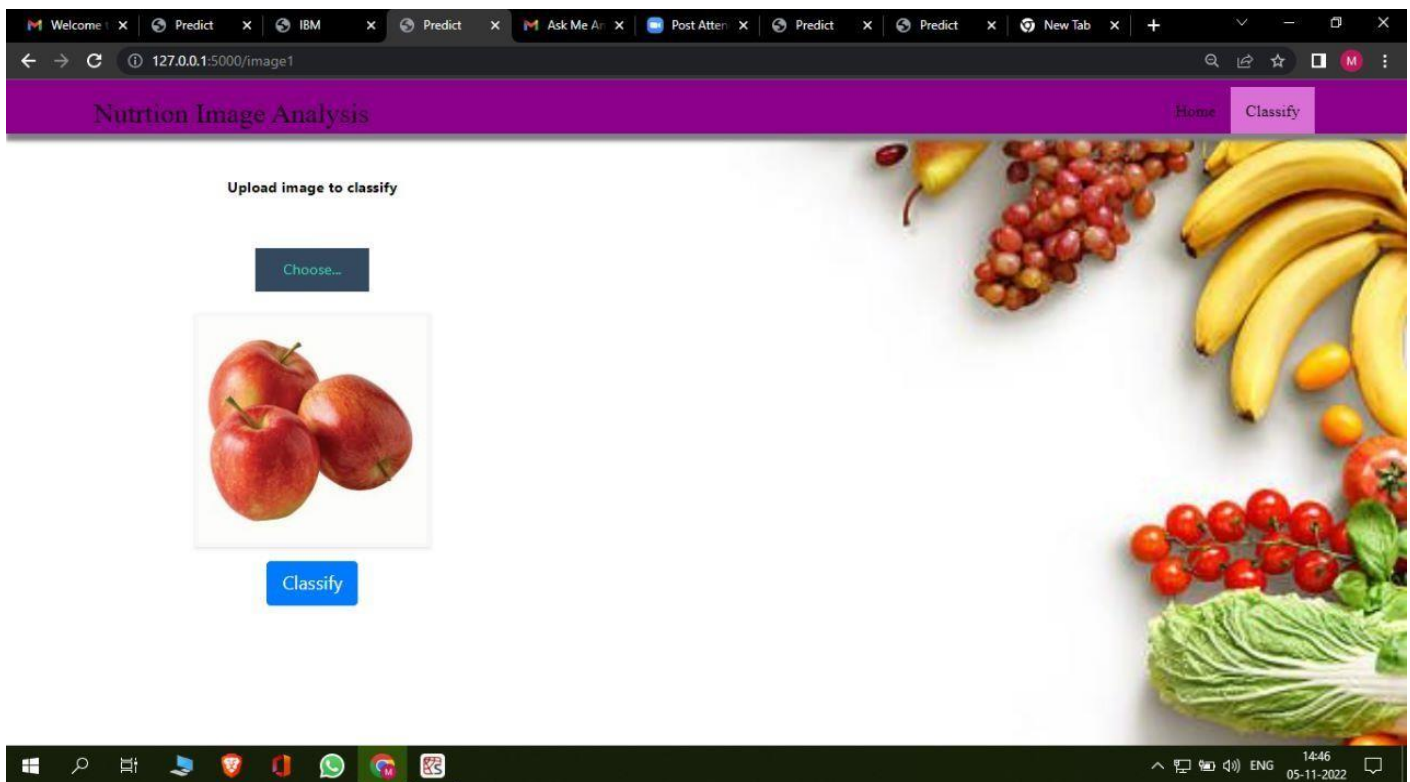 Welcome t
Predict
IBM
Predict
Ask Me An
Post Atten
Predict
Predict
New Tab
127.0.0.1:5000/image1
M
Nutrtion Image Analysis
Home
Classify
Upload image to classify
Choose...
Classify
ENG
14:46
05-11-2022